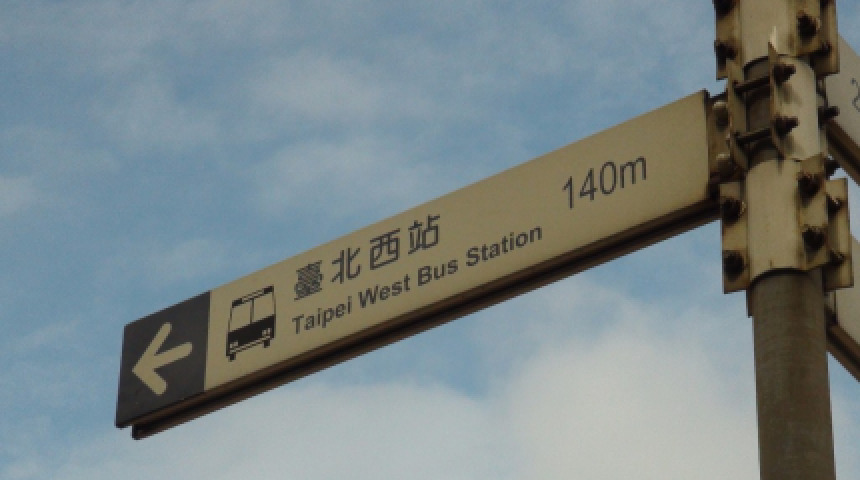 臺北西站
Taipei West Bus Station
140m